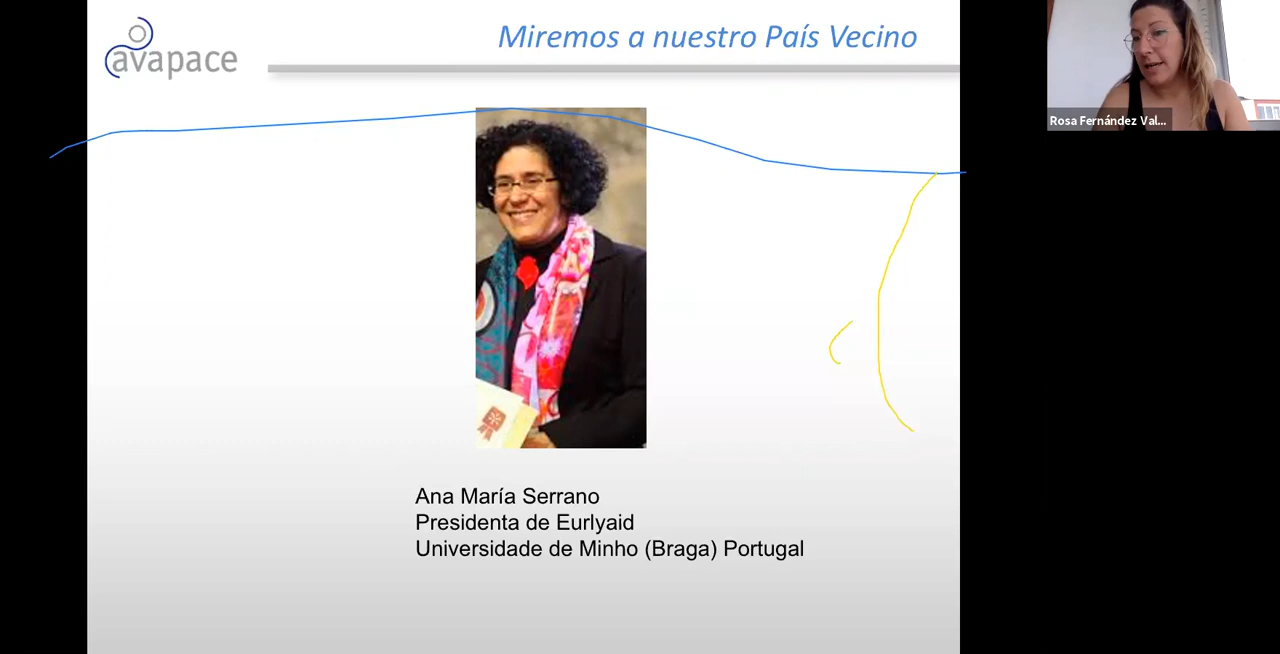 avapace
Miremos a nuestro País Vecino
Rosa Fernández Val...
Ana María Serrano
Presidenta de Eurlyaid
Universidade de Minho (Braga) Portugal